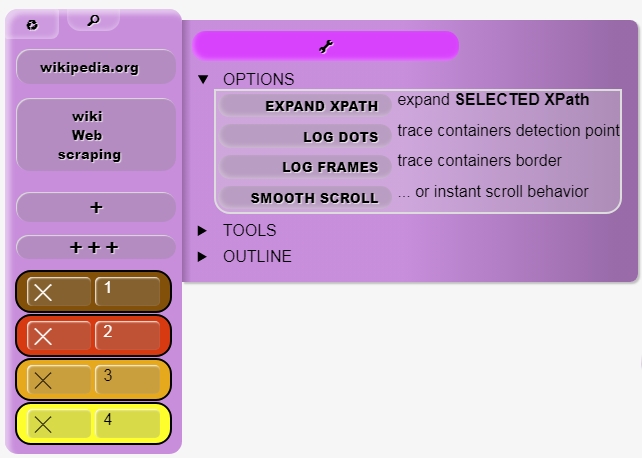 wikipedia.org
wiki
Web
scraping
+
+ + +
1
2
3
4
▼ OPTIONS
EXPAND XPATH expand SELECTED XPath
LOG DOTS trace containers detection point
LOG FRAMES trace containers border
SMOOTH SCROLL ... or instant scroll behavior
▶ TOOLS
▶ OUTLINE